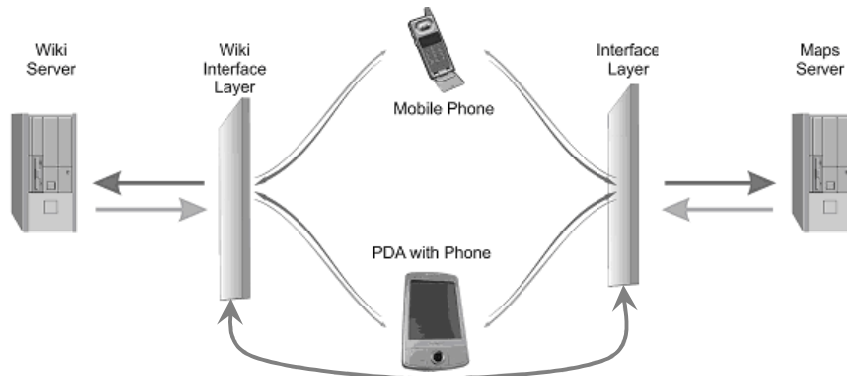 Wiki
Server
Wiki
Interface
Layer
Mobile Phone
Interface
Layer
Maps
Server
PDA with Phone